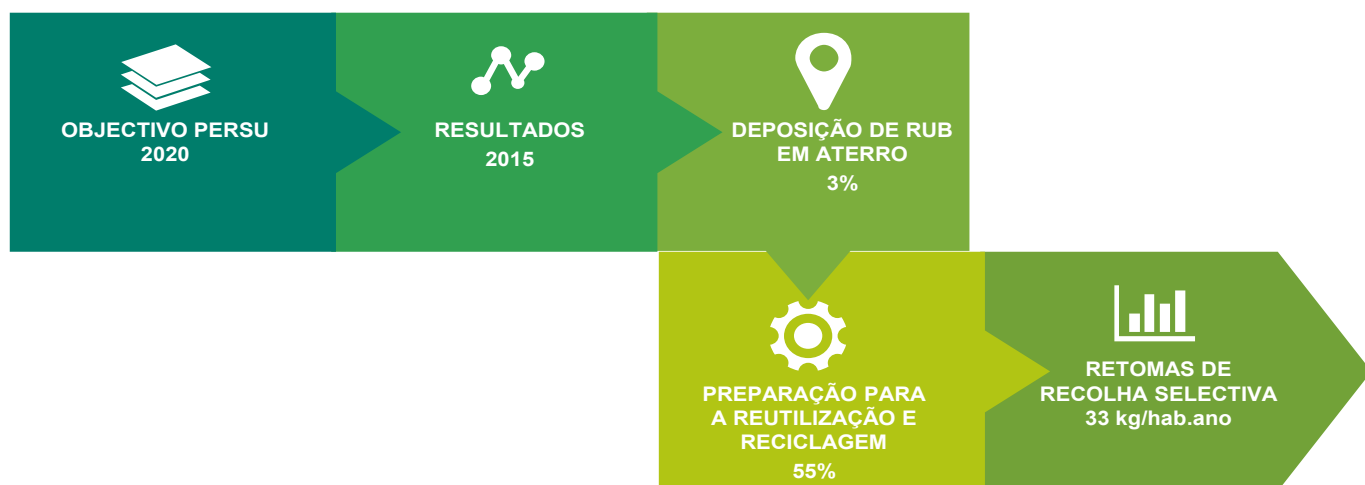 OBJECTIVO PERSU
2020
RESULTADOS
2015
DEPOSIÇÃO DE RUB
EM ATERRO
3%
PREPARAÇÃO PARA
A REUTILIZAÇÃO E
RECICLAGEM
55%
RETOMAS DE
RECOLHA SELECTIVA
33 kg/hab.ano